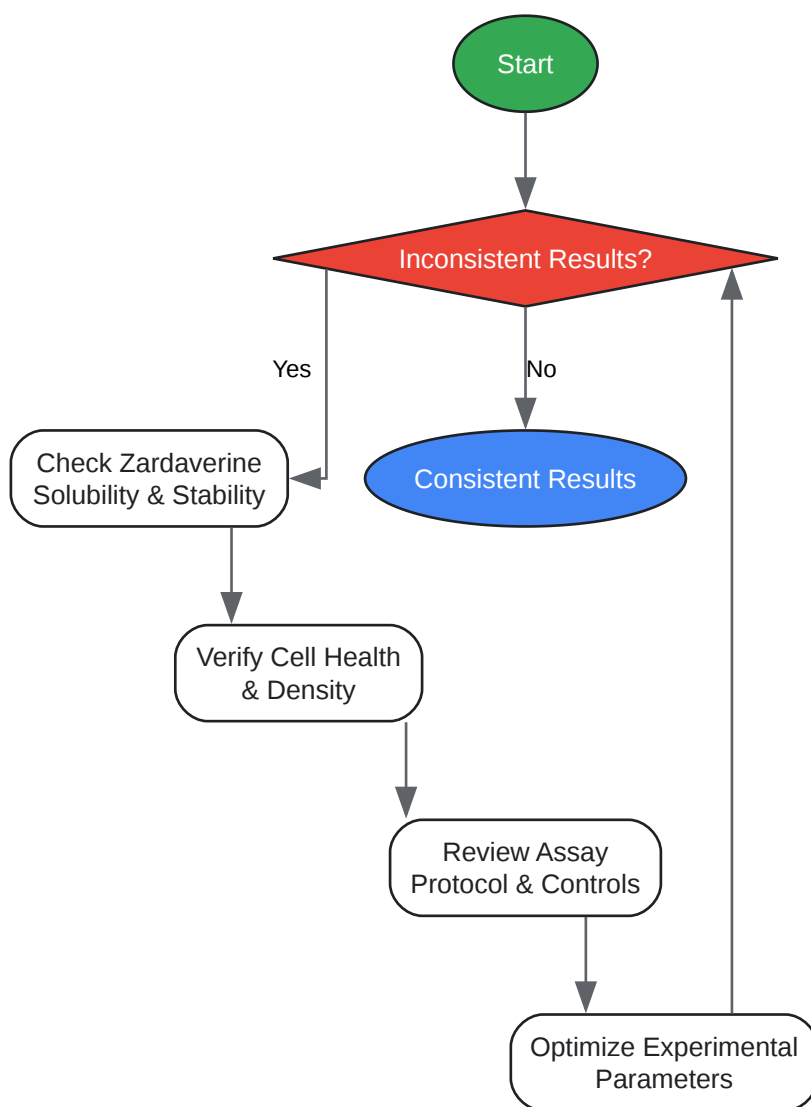 Start
Inconsistent Results?
Yes
No
Check Zardaverine
Solubility & Stability
Consistent Results
Verify Cell Health
& Density
Review Assay
Protocol & Controls
Optimize Experimental
Parameters